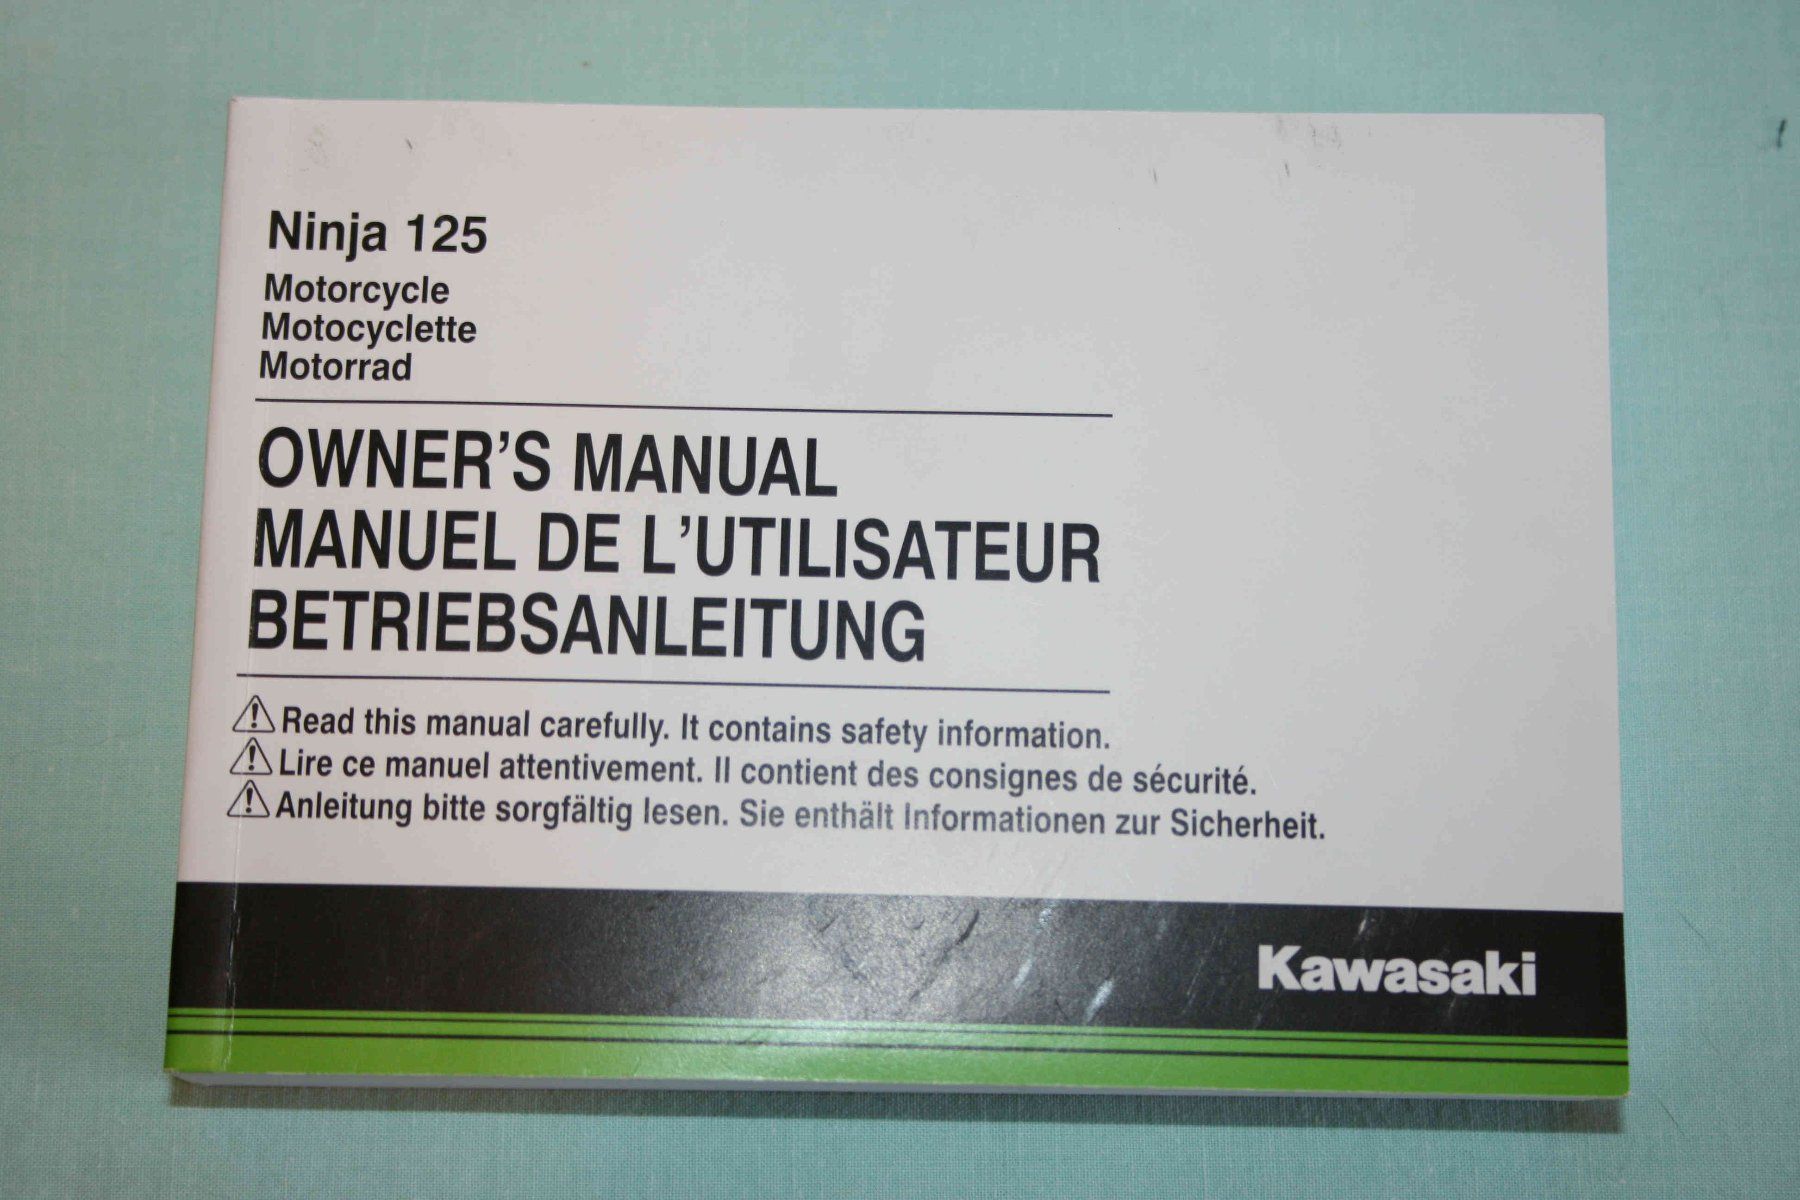 Ninja 125
Motorcycle
Motocyclette
Motorrad
OWNER'S MANUAL
MANUEL DE L'UTILISATEUR
BETRIEBSANLEITUNG
Read this manual carefully. It contains safety information.
Lire ce manuel attentivement. Il contient des consignes de sécurité.
Anleitung bitte sorgfältig lesen. Sie enthält Informationen zur Sicherheit.
Kawasaki